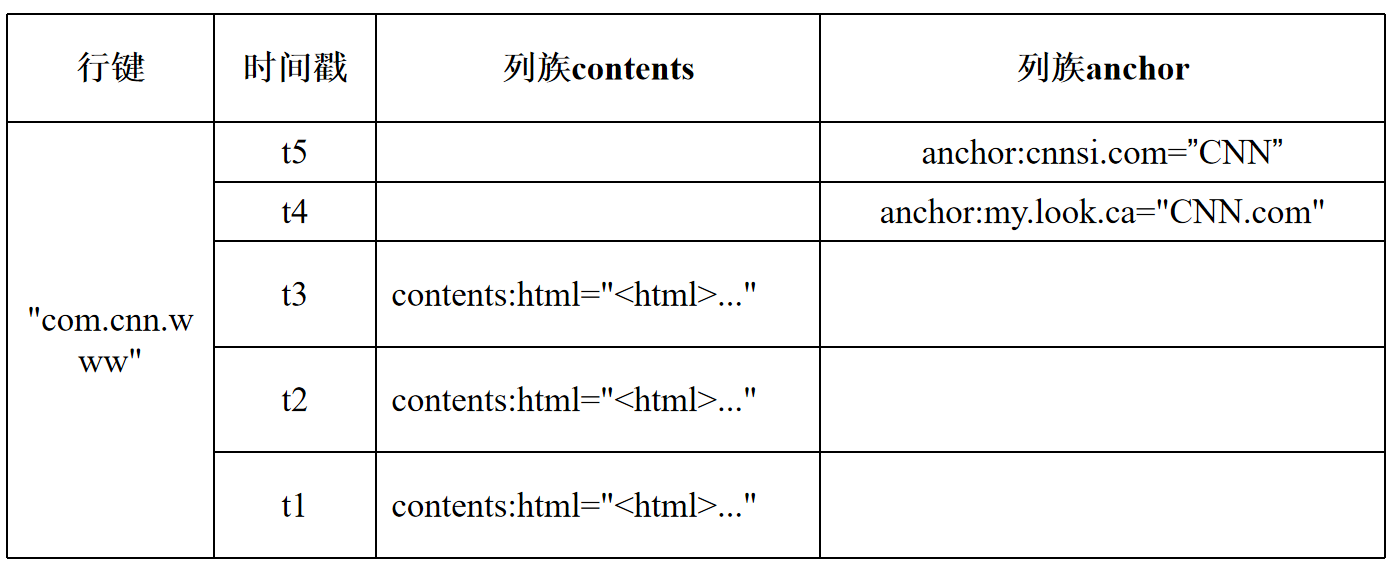 行键 时间戳 列族contents 列族anchor
t5 anchor:cnnsi.com=”CNN”
t4 anchor:my.look.ca="CNN.com"
t3 contents:html="<html>..."
"com.cnn.w
ww"
t2 contents:html="<html>..."
t1 contents:html="<html>..."